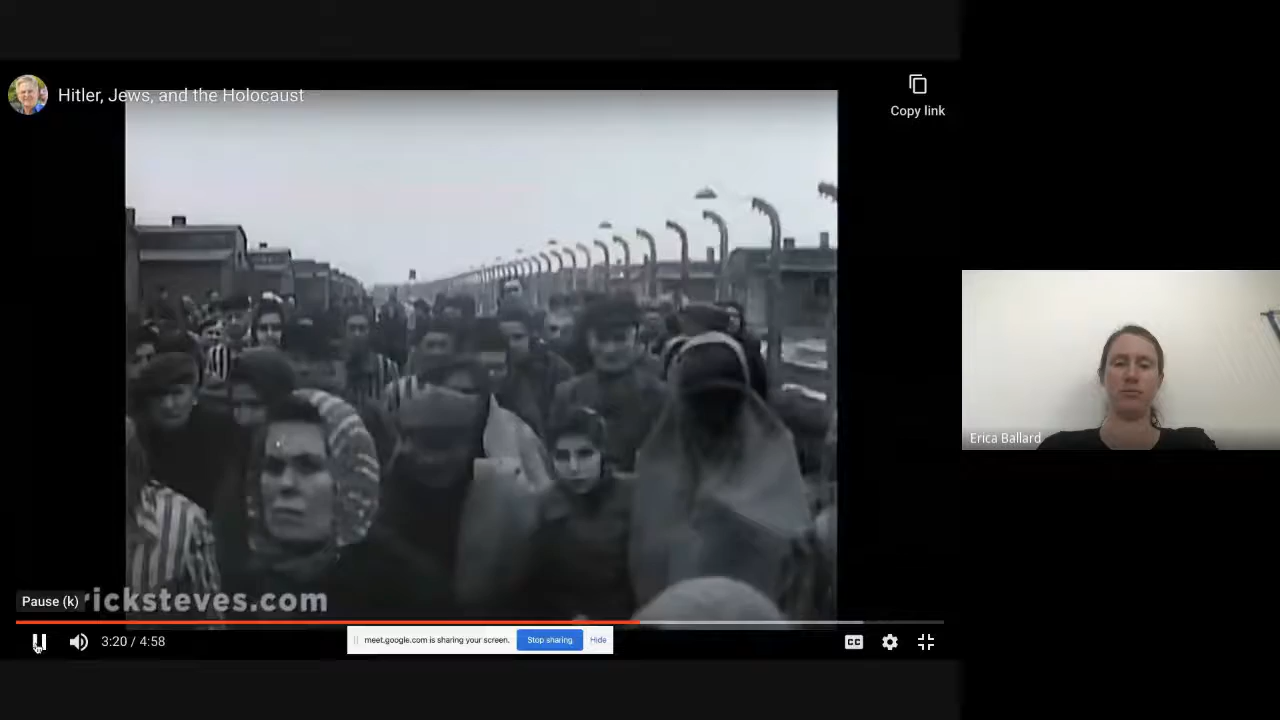 Hitler, Jews, and the Holocaust
Copy link
Erica Ballard
Pause (k)
ricksteves.com
3:20 / 4:58
meet.google.com is sharing your screen.
Stop sharing
Hide
CC